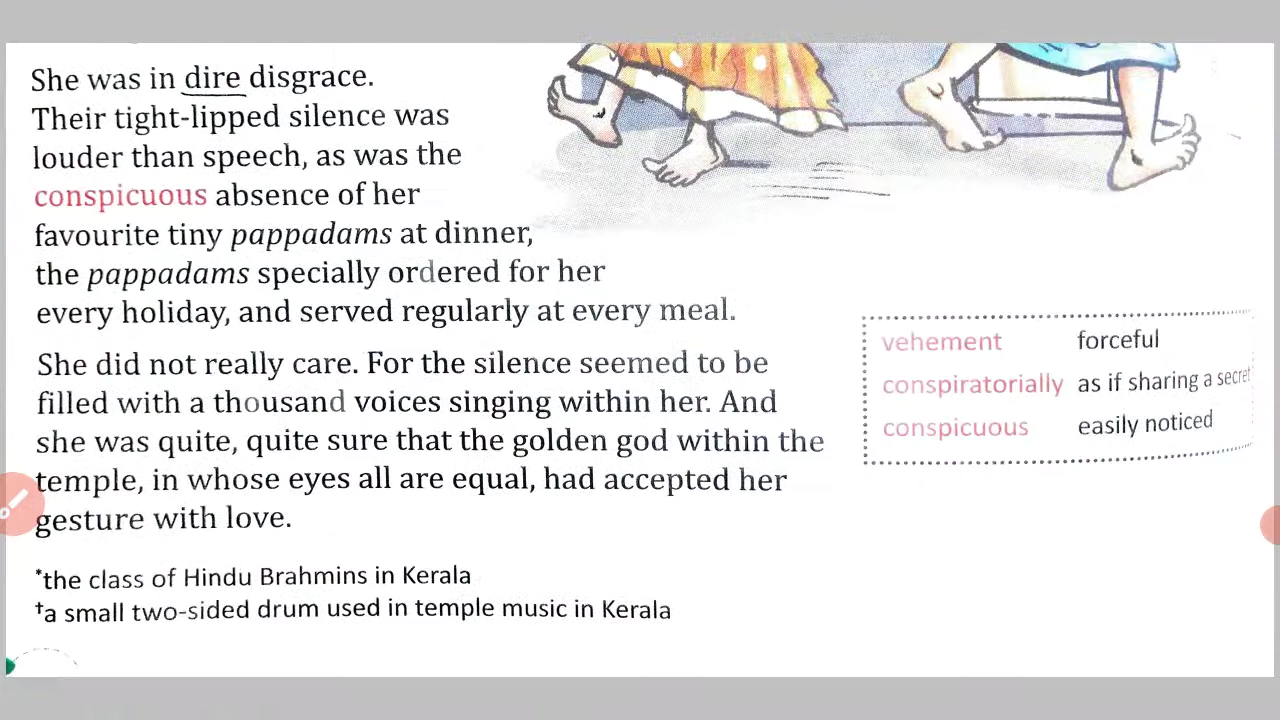 She was in dire disgrace.
Their tight-lipped silence was
louder than speech, as was the
conspicuous absence of her
favourite tiny pappadams at dinner,
the pappadams specially ordered for her
every holiday, and served regularly at every meal.
She did not really care. For the silence seemed to be
filled with a thousand voices singing within her. And
she was quite, quite sure that the golden god within the
temple, in whose eyes all are equal, had accepted her
gesture with love.
*the class of Hindu Brahmins in Kerala
†a small two-sided drum used in temple music in Kerala
vehement forceful
conspiratorially as if sharing a secret
conspicuous easily noticed